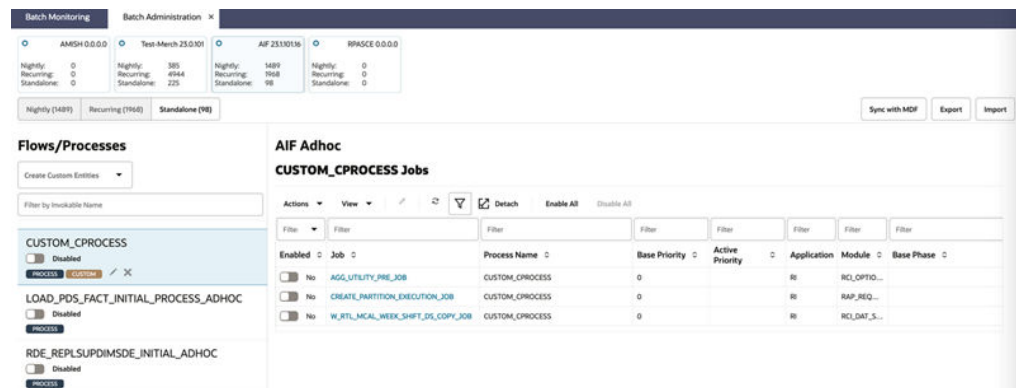 Batch Monitoring Batch Administration ×
AMISH 0.0.0.0 Test-Merch 23.0.101 AIF 23.1.101.16 RPASCE 0.0.0.0
Nightly: 0 Nightly: 385 Nightly: 1489 Nightly: 0
Recurring: 0 Recurring: 4944 Recurring: 1968 Recurring: 0
Standalone: 0 Standalone: 225 Standalone: 98 Standalone: 0
Nightly (1489) Recurring (1968) Standalone (98) Sync with MDF Export Import
Flows/Processes
Create Custom Entities
Filter by Invokable Name
CUSTOM_CPROCESS
Disabled
PROCESS CUSTOM
LOAD_PDS_FACT_INITIAL_PROCESS_ADHOC
Disabled
PROCESS
RDE_REPLSUPDIMSDE_INITIAL_ADHOC
Disabled
PROCESS
AIF Adhoc
CUSTOM_CPROCESS Jobs
Actions View Detach Enable All Disable All
Filte Filter Filter Filter Filter Filter Filter Filter
Enabled Job Process Name Base Priority Active Priority Application Module Base Phase
No AGG_UTILITY_PRE_JOB CUSTOM_CPROCESS 0 RI RCI_OPTIO...
No CREATE_PARTITION_EXECUTION_JOB CUSTOM_CPROCESS 0 RI RAP_REQ...
No W_RTL_MCAL_WEEK_SHIFT_DS_COPY_JOB CUSTOM_CPROCESS 0 RI RCI_DAT_S...